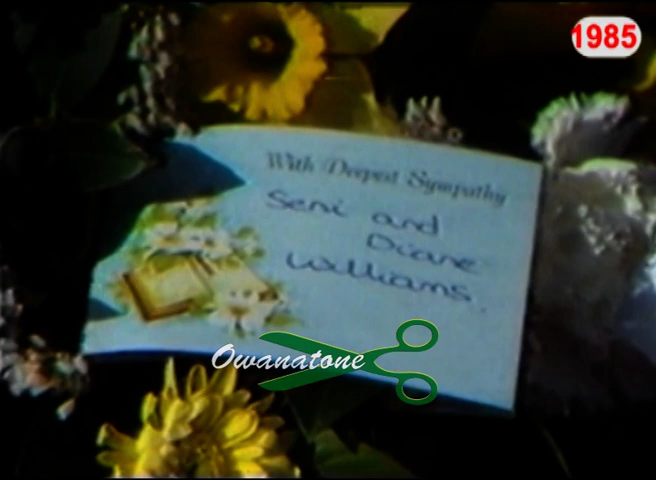 1985
With Deepest Sympathy
Seni and
Diane
Williams.
Owanatone